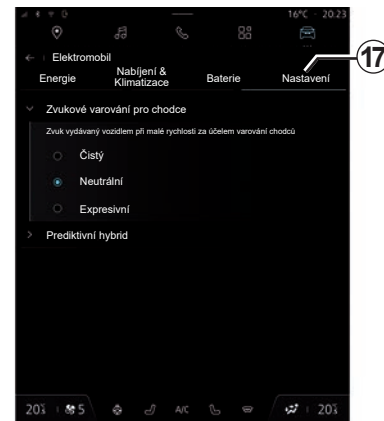 16°C 20:23
Elektromobil
Energie
Nabíjení &
Klimatizace
Baterie
Nastavení
17
Zvukové varování pro chodce
Zvuk vydávaný vozidlem při malé rychlosti za účelem varování chodců
Čistý
Neutrální
Expresivní
Prediktivní hybrid
5 A/C